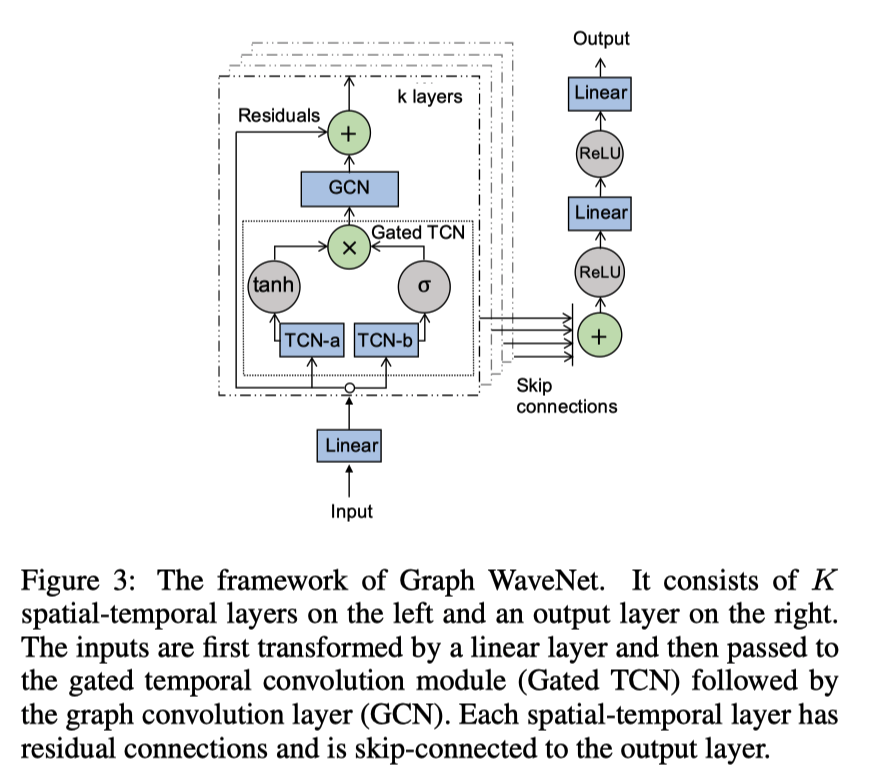 Output
Linear
ReLU
Linear
ReLU
+
Skip
connections
k layers
Residuals
+
GCN
Gated TCN
×
tanh
σ
TCN-a
TCN-b
Linear
Input
Figure 3: The framework of Graph WaveNet. It consists of K
spatial-temporal layers on the left and an output layer on the right.
The inputs are first transformed by a linear layer and then passed to
the gated temporal convolution module (Gated TCN) followed by
the graph convolution layer (GCN). Each spatial-temporal layer has
residual connections and is skip-connected to the output layer.